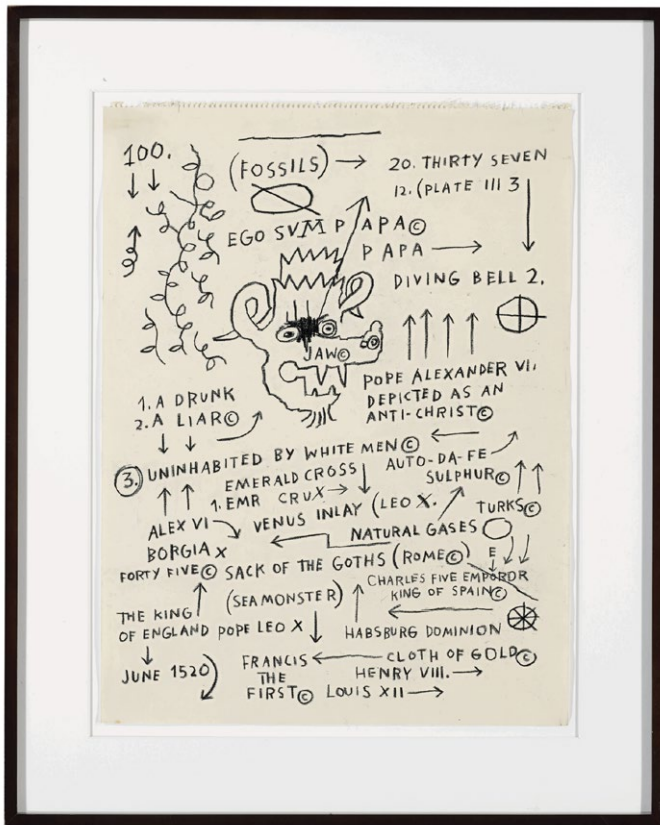 100.
(FOSSILS) → 20. THIRTY SEVEN
12. (PLATE III 3
EGO SVM PAPA©
PAPA →
DIVING BELL 2.
JAW©
POPE ALEXANDER VI.
DEPICTED AS AN
ANTI-CHRIST©
1. A DRUNK
2. A LIAR©
3. UNINHABITED BY WHITE MEN©
AUTO-DA-FE
EMERALD CROSS
SULPHUR©
1. EMR CRUX→
VENUS INLAY (LEO X.
TURKS©
ALEX VI
NATURAL GASES
BORGIA X
E
FORTY FIVE© SACK OF THE GOTHS (ROME©)
CHARLES FIVE EMPOROR
KING OF SPAIN©
(SEA MONSTER)
THE KING
OF ENGLAND POPE LEO X
HABSBURG DOMINION
JUNE 1520
FRANCIS ← CLOTH OF GOLD©
THE
FIRST©
HENRY VIII. →
LOUIS XII →